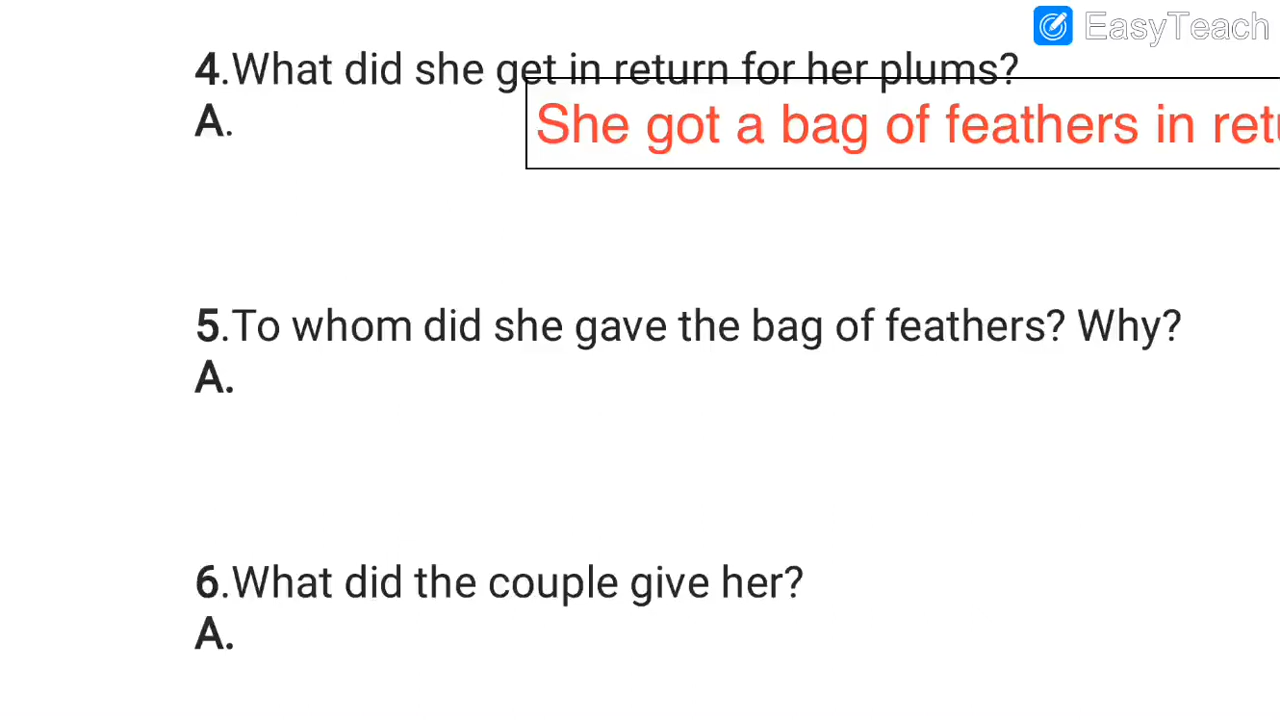 EasyTeach
4.What did she get in return for her plums?
A.
She got a bag of feathers in
5.To whom did she gave the bag of feathers? Why?
A.
6.What did the couple give her?
A.